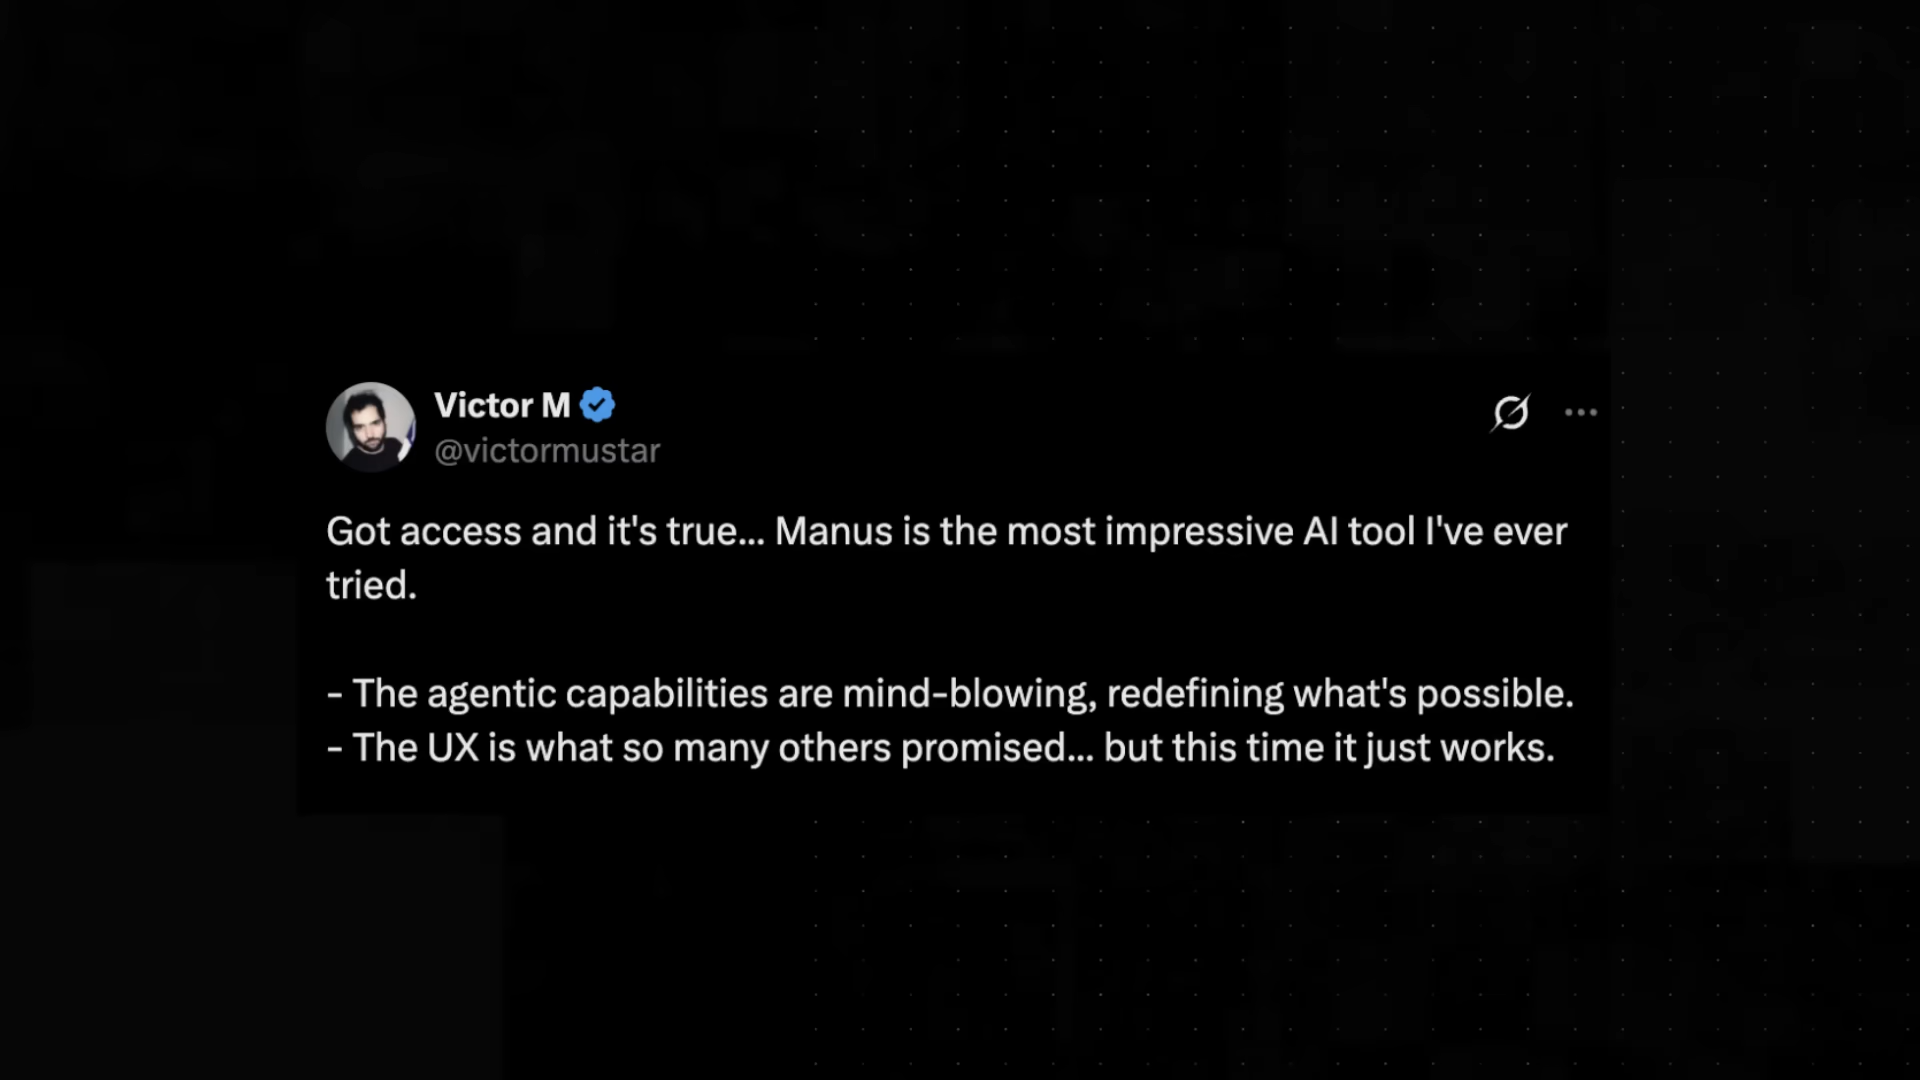 Victor M
@victormustar
Got access and it's true... Manus is the most impressive AI tool I've ever
tried.
- The agentic capabilities are mind-blowing, redefining what's possible.
- The UX is what so many others promised... but this time it just works.